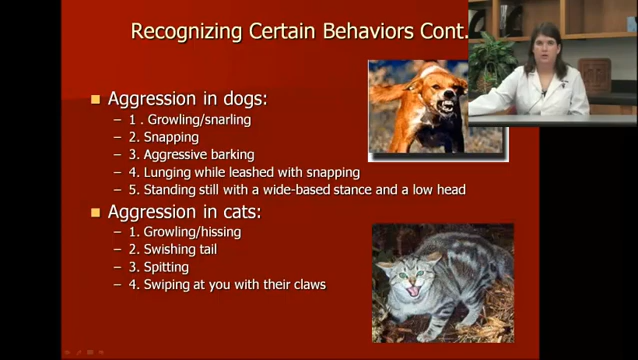 Recognizing Certain Behaviors Cont.
Aggression in dogs:
– 1 . Growling/snarling
– 2. Snapping
– 3. Aggressive barking
– 4. Lunging while leashed with snapping
– 5. Standing still with a wide-based stance and a low head
Aggression in cats:
– 1. Growling/hissing
– 2. Swishing tail
– 3. Spitting
– 4. Swiping at you with their claws